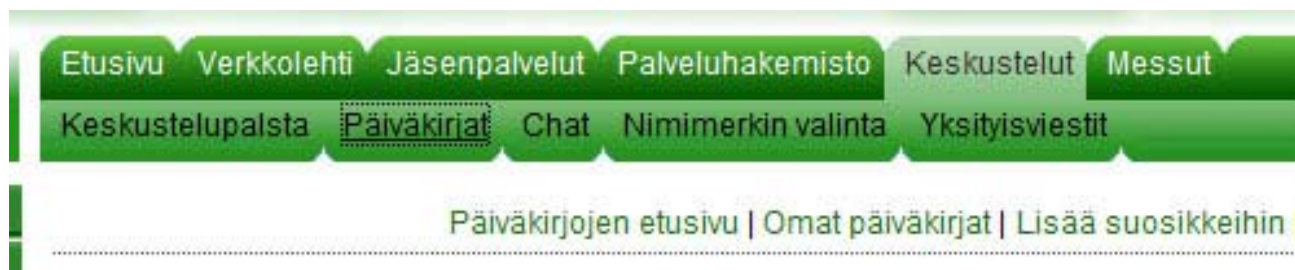 Etusivu Verkkolehti Jäsenpalvelut Palveluhakemisto Keskustelut Messut
Keskustelupalsta Päiväkirjat Chat Nimimerkin valinta Yksityisviestit
Päiväkirjojen etusivu | Omat päiväkirjat | Lisää suosikkeihin